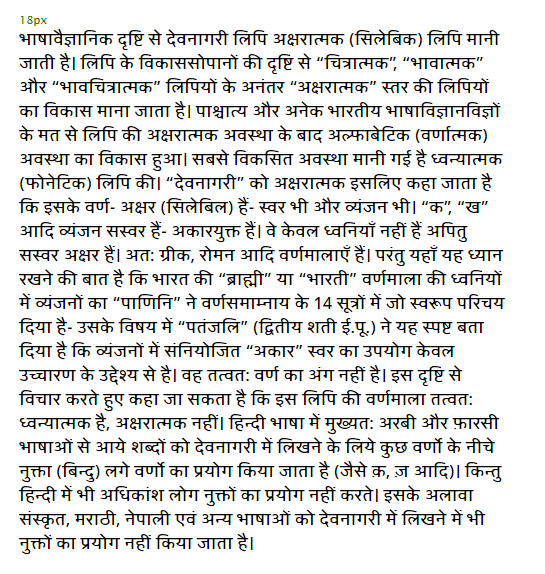 18px
भाषावैज्ञानिक दृष्टि से देवनागरी लिपि अक्षरात्मक (सिलेबिक) लिपि मानी
जाती है। लिपि के विकाससोपानों की दृष्टि से “चित्रात्मक”, “भावात्मक”
और “भावचित्रात्मक” लिपियों के अनंतर “अक्षरात्मक” स्तर की लिपियों
का विकास माना जाता है। पाश्चात्य और अनेक भारतीय भाषाविज्ञानविज्ञों
के मत से लिपि की अक्षरात्मक अवस्था के बाद अल्फाबेटिक (वर्णात्मक)
अवस्था का विकास हुआ। सबसे विकसित अवस्था मानी गई है ध्वन्यात्मक
(फोनेटिक) लिपि की। “देवनागरी” को अक्षरात्मक इसलिए कहा जाता है
कि इसके वर्ण- अक्षर (सिलेबिल) हैं- स्वर भी और व्यंजन भी। “क”, “ख”
आदि व्यंजन सस्वर हैं- अकारयुक्त हैं। वे केवल ध्वनियाँ नहीं हैं अपितु
सस्वर अक्षर हैं। अत: ग्रीक, रोमन आदि वर्णमालाएँ हैं। परंतु यहाँ यह ध्यान
रखने की बात है कि भारत की “ब्राह्मी” या “भारती” वर्णमाला की ध्वनियों
में व्यंजनों का “पाणिनि” ने वर्णसमाम्नाय के 14 सूत्रों में जो स्वरूप परिचय
दिया है- उसके विषय में “पतंजलि” (द्वितीय शती ई.पू.) ने यह स्पष्ट बता
दिया है कि व्यंजनों में संनियोजित “अकार” स्वर का उपयोग केवल
उच्चारण के उद्देश्य से है। वह तत्वत: वर्ण का अंग नहीं है। इस दृष्टि से
विचार करते हुए कहा जा सकता है कि इस लिपि की वर्णमाला तत्वत:
ध्वन्यात्मक है, अक्षरात्मक नहीं। हिन्दी भाषा में मुख्यत: अरबी और फ़ारसी
भाषाओं से आये शब्दों को देवनागरी में लिखने के लिये कुछ वर्णो के नीचे
नुक्ता (बिन्दु) लगे वर्णो का प्रयोग किया जाता है (जैसे क़, ज़ आदि)। किन्तु
हिन्दी में भी अधिकांश लोग नुक्तों का प्रयोग नहीं करते। इसके अलावा
संस्कृत, मराठी, नेपाली एवं अन्य भाषाओं को देवनागरी में लिखने में भी
नुक्तों का प्रयोग नहीं किया जाता है।